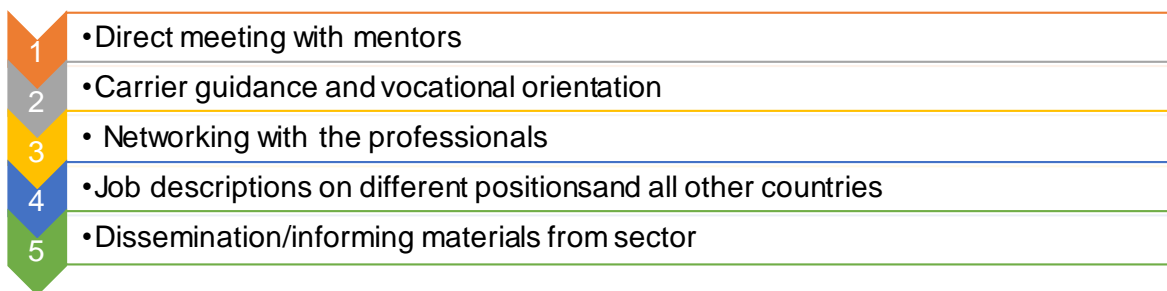 1 •Direct meeting with mentors
2 •Carrier guidance and vocational orientation
3 • Networking with the professionals
4 •Job descriptions on different positionsand all other countries
5 •Dissemination/informing materials from sector